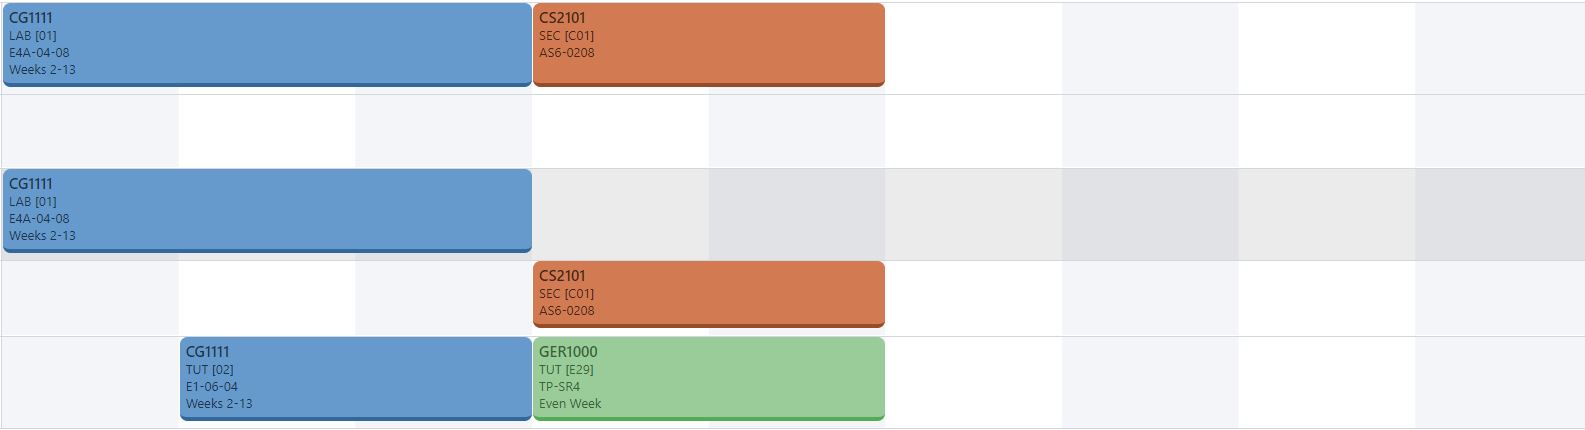 CG1111
LAB [01]
E4A-04-08
Weeks 2-13
CS2101
SEC [C01]
AS6-0208
CG1111
LAB [01]
E4A-04-08
Weeks 2-13
CS2101
SEC [C01]
AS6-0208
CG1111
TUT [02]
E1-06-04
Weeks 2-13
GER1000
TUT [E29]
TP-SR4
Even Week